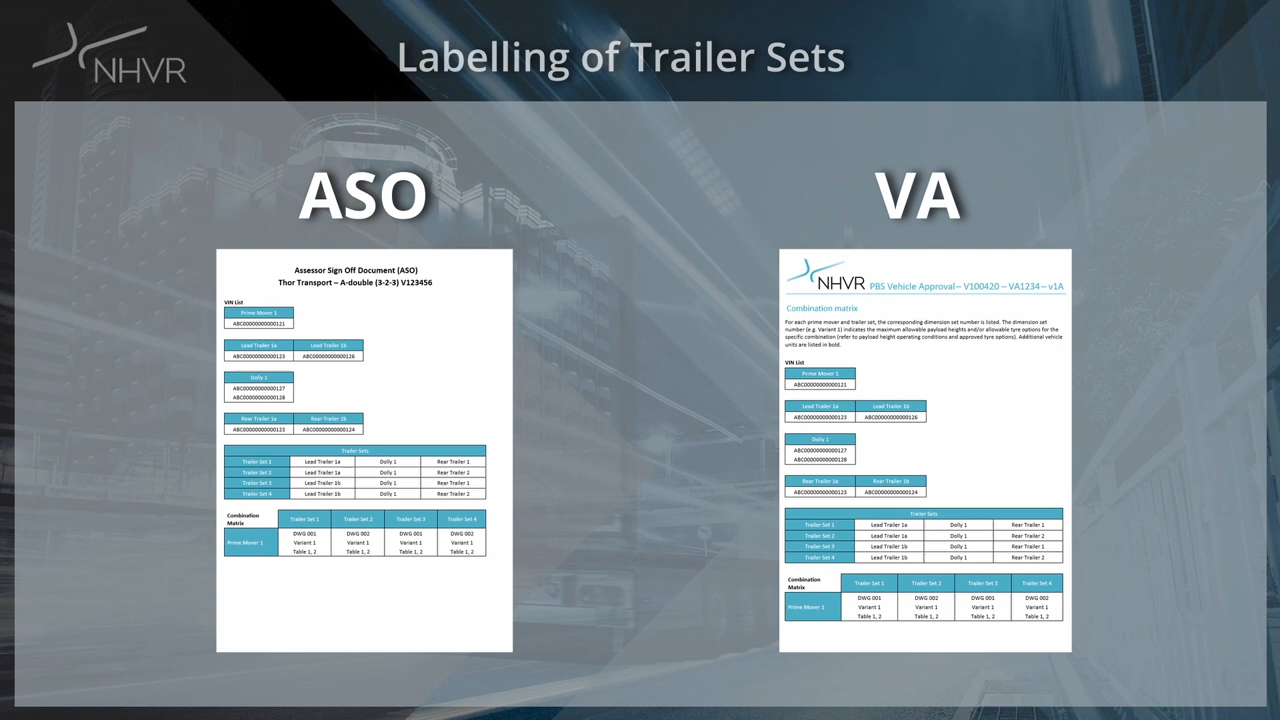 NHVR
Labelling of Trailer Sets
ASO
Assessor Sign Off Document (ASO)
Thor Transport – A-double (3-2-3) V123456
VIN List
Prime Mover 1
ABC00000000000121
Lead Trailer 1a Lead Trailer 1b
ABC00000000000123 ABC00000000000126
Dolly 1
ABC00000000000127
ABC00000000000128
Rear Trailer 1a Rear Trailer 1b
ABC00000000000123 ABC00000000000124
Trailer Sets
Trailer Set 1 Lead Trailer 1a Dolly 1 Rear Trailer 1
Trailer Set 2 Lead Trailer 1a Dolly 1 Rear Trailer 2
Trailer Set 3 Lead Trailer 1b Dolly 1 Rear Trailer 1
Trailer Set 4 Lead Trailer 1b Dolly 1 Rear Trailer 2
Combination
Matrix
Trailer Set 1 Trailer Set 2 Trailer Set 3 Trailer Set 4
Prime Mover 1
DWG 001 DWG 002 DWG 001 DWG 002
Variant 1 Variant 1 Variant 1 Variant 1
Table 1, 2 Table 1, 2 Table 1, 2 Table 1, 2
VA
NHVR PBS Vehicle Approval – V100420 – VA1234 – v1A
Combination matrix
For each prime mover and trailer set, the corresponding dimension set number is listed. The dimension set
number (e.g. Variant 1) indicates the maximum allowable payload heights and/or allowable tyre options for the
specific combination (refer to payload height operating conditions and approved tyre options). Additional vehicle
units are listed in bold.
VIN List
Prime Mover 1
ABC00000000000121
Lead Trailer 1a Lead Trailer 1b
ABC00000000000123 ABC00000000000126
Dolly 1
ABC00000000000127
ABC00000000000128
Rear Trailer 1a Rear Trailer 1b
ABC00000000000123 ABC00000000000124
Trailer Sets
Trailer Set 1 Lead Trailer 1a Dolly 1 Rear Trailer 1
Trailer Set 2 Lead Trailer 1a Dolly 1 Rear Trailer 2
Trailer Set 3 Lead Trailer 1b Dolly 1 Rear Trailer 1
Trailer Set 4 Lead Trailer 1b Dolly 1 Rear Trailer 2
Combination
Matrix
Trailer Set 1 Trailer Set 2 Trailer Set 3 Trailer Set 4
Prime Mover 1
DWG 001 DWG 002 DWG 001 DWG 002
Variant 1 Variant 1 Variant 1 Variant 1
Table 1, 2 Table 1, 2 Table 1, 2 Table 1, 2